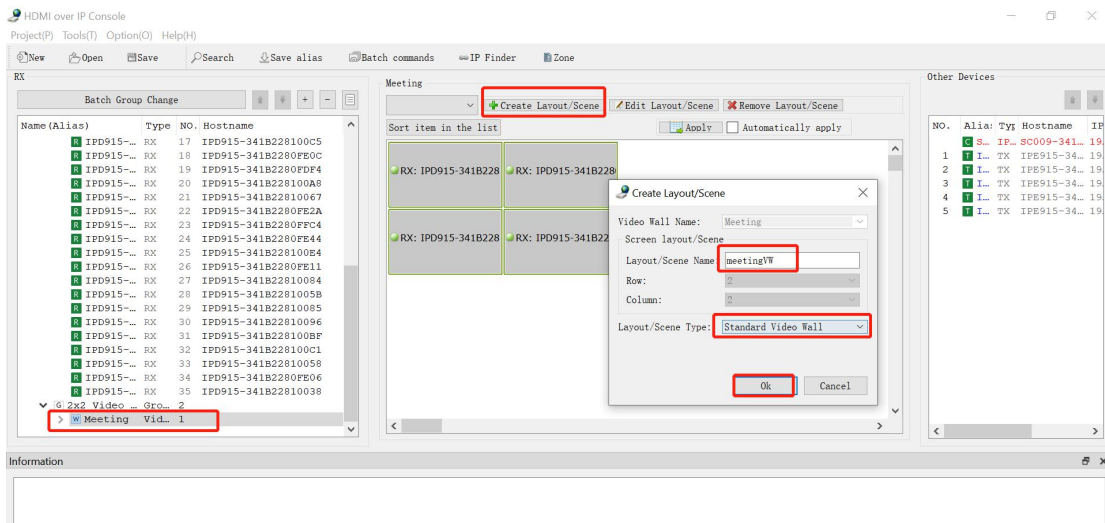 HDMI over IP Console
Project(P) Tools(T) Option(O) Help(H)
New Open Save Search Save alias Batch commands IP Finder Zone
RX
Batch Group Change + -
Name(Alias) Type NO. Hostname
R IPD915-... RX 17 IPD915-341B228100C5
R IPD915-... RX 18 IPD915-341B2280FE0C
R IPD915-... RX 19 IPD915-341B2280FDF4
R IPD915-... RX 20 IPD915-341B228100A8
R IPD915-... RX 21 IPD915-341B22810067
R IPD915-... RX 22 IPD915-341B2280FE2A
R IPD915-... RX 23 IPD915-341B2280FFC4
R IPD915-... RX 24 IPD915-341B2280FE44
R IPD915-... RX 25 IPD915-341B228100E4
R IPD915-... RX 26 IPD915-341B2280FE11
R IPD915-... RX 27 IPD915-341B22810084
R IPD915-... RX 28 IPD915-341B2281005B
R IPD915-... RX 29 IPD915-341B22810085
R IPD915-... RX 30 IPD915-341B22810096
R IPD915-... RX 31 IPD915-341B228100BF
R IPD915-... RX 32 IPD915-341B228100C1
R IPD915-... RX 33 IPD915-341B22810058
R IPD915-... RX 34 IPD915-341B2280FE06
R IPD915-... RX 35 IPD915-341B22810038
G 2x2 Video ... Gro... 2
W Meeting Vid... 1
Meeting
Create Layout/Scene Edit Layout/Scene Remove Layout/Scene
Sort item in the list Apply Automatically apply
RX: IPD915-341B228 RX: IPD915-341B228
RX: IPD915-341B228 RX: IPD915-341B22
Create Layout/Scene
Video Wall Name: Meeting
Screen layout/Scene
Layout/Scene Name: meetingVW
Row: 2
Column: 2
Layout/Scene Type: Standard Video Wall
Ok Cancel
Other Devices
NO. Alia: Typ Hostname IP
C S... IP... SC009-341... 19.
1 T I... TX IPE915-34... 19.
2 T I... TX IPE915-34... 19.
3 T I... TX IPE915-34... 19.
4 T I... TX IPE915-34... 19.
5 T I... TX IPE915-34... 19.
Information